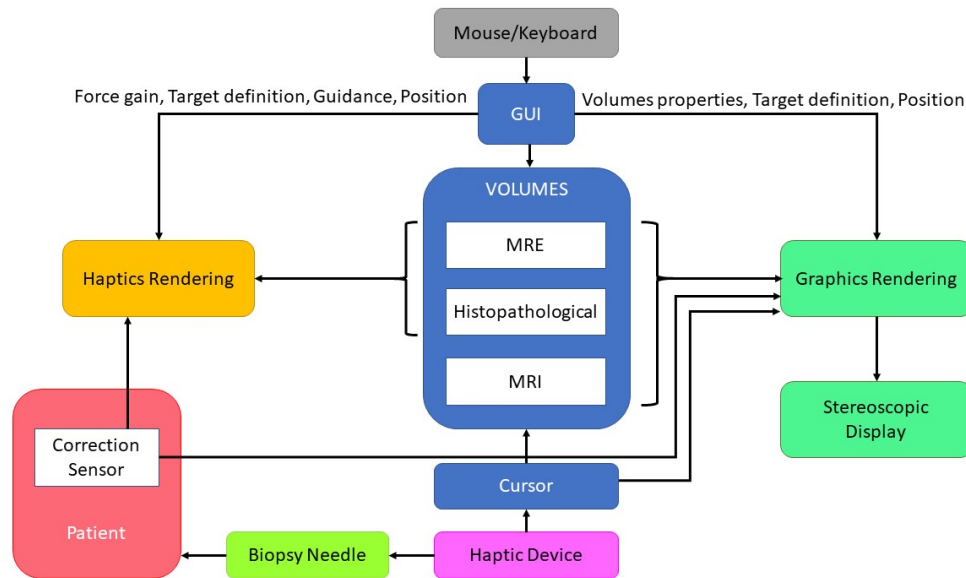 Mouse/Keyboard
Force gain, Target definition, Guidance, Position
GUI
Volumes properties, Target definition, Position
VOLUMES
MRE
Haptics Rendering
Graphics Rendering
Histopathological
MRI
Correction
Sensor
Stereoscopic
Display
Cursor
Patient
Biopsy Needle
Haptic Device